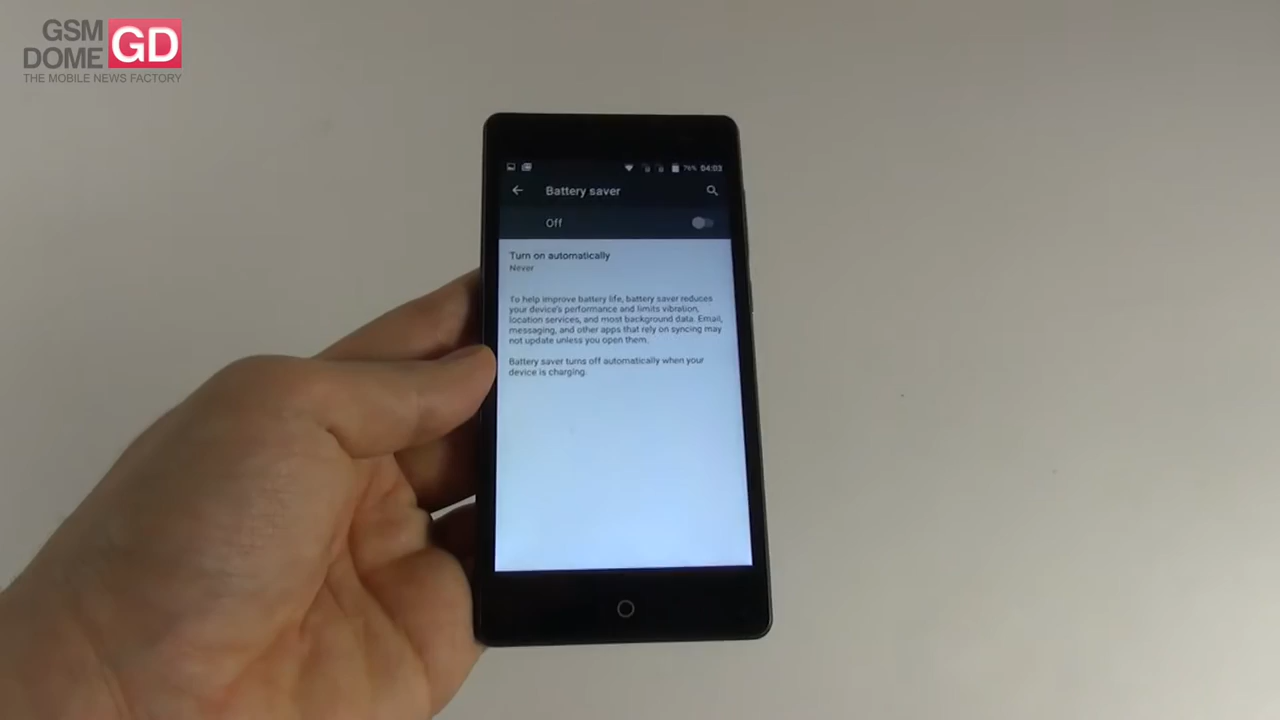 GSM
DOME
GD
THE MOBILE NEWS FACTORY
76% 04:03
Battery saver
Off
Turn on automatically
Never
To help improve battery life, battery saver reduces
your device's performance and limits vibration,
location services, and most background data. Email,
messaging, and other apps that rely on syncing may
not update unless you open them.
Battery saver turns off automatically when your
device is charging.